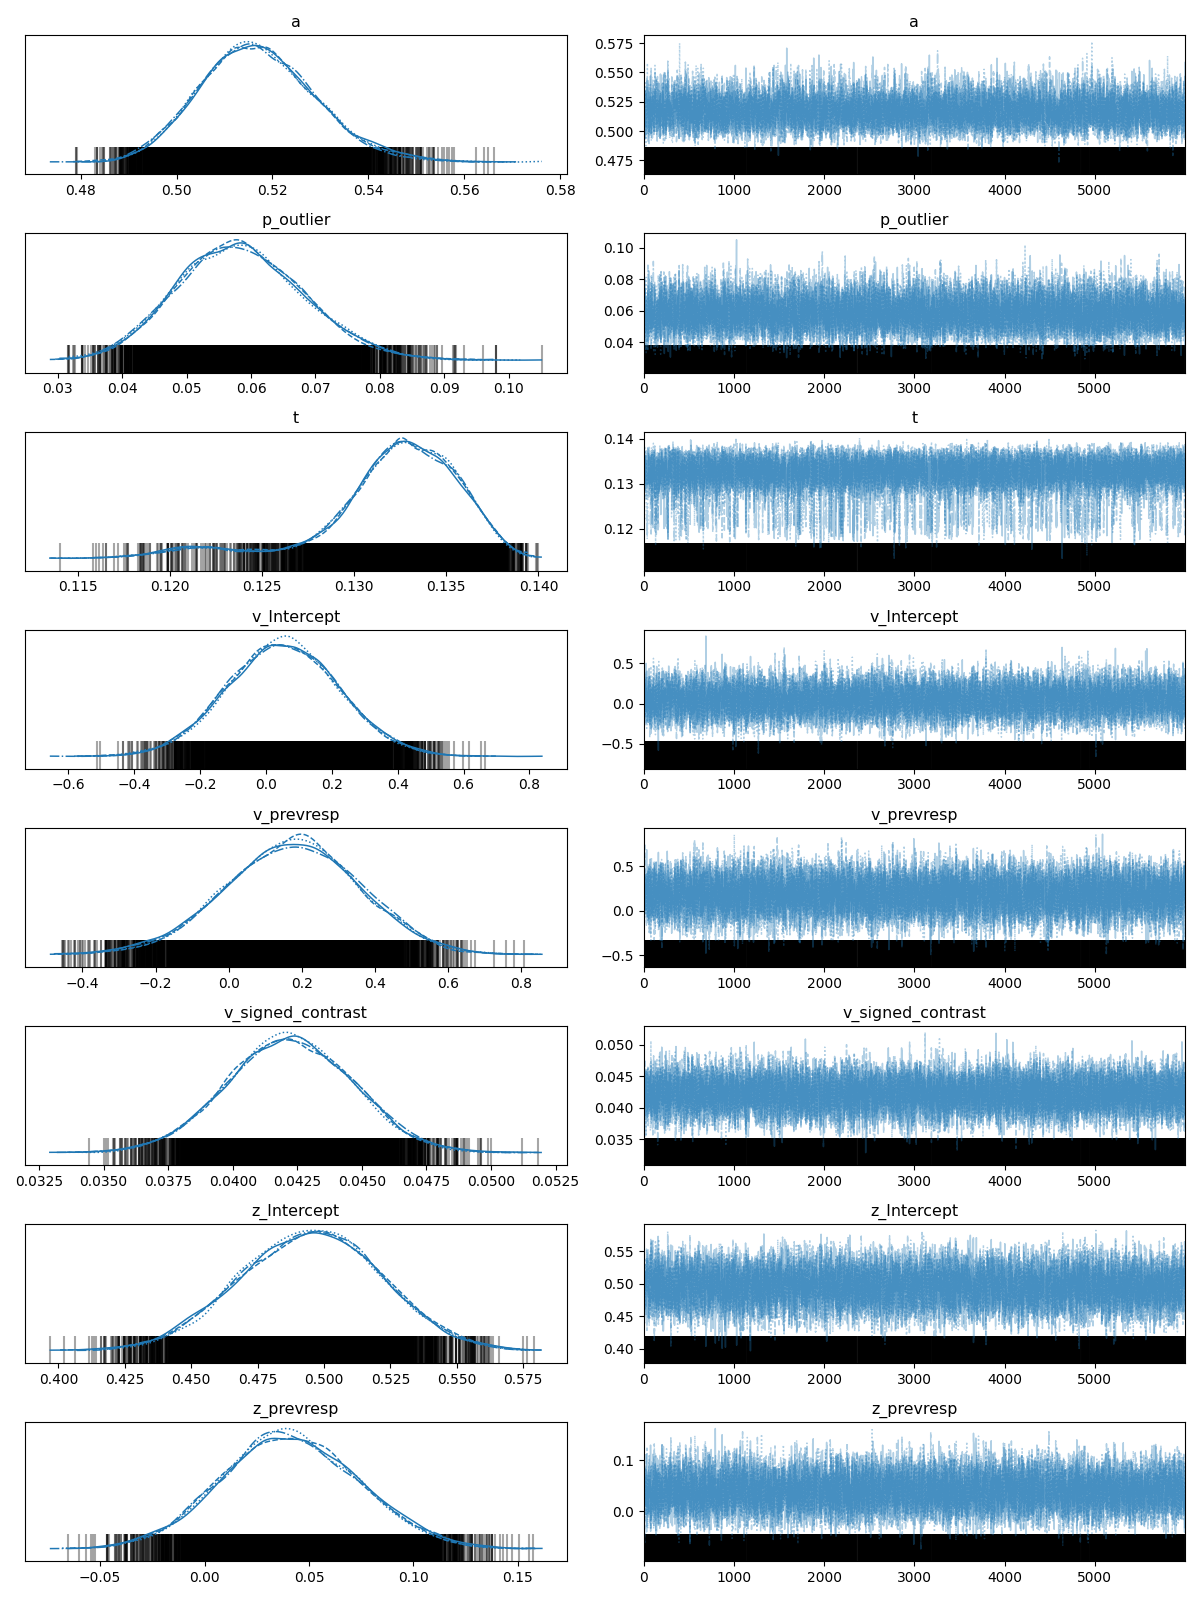 a a
0.575
0.550
0.525
0.500
0.475
0.48 0.50 0.52 0.54 0.56 0.58 0 1000 2000 3000 4000 5000
p_outlier p_outlier
0.10
0.08
0.06
0.04
0.03 0.04 0.05 0.06 0.07 0.08 0.09 0.10 0 1000 2000 3000 4000 5000
t t
0.14
0.13
0.12
0.115 0.120 0.125 0.130 0.135 0.140 0 1000 2000 3000 4000 5000
v_Intercept v_Intercept
0.5
0.0
−0.5
−0.6 −0.4 −0.2 0.0 0.2 0.4 0.6 0.8 0 1000 2000 3000 4000 5000
v_prevresp v_prevresp
0.5
0.0
−0.5
−0.4 −0.2 0.0 0.2 0.4 0.6 0.8 0 1000 2000 3000 4000 5000
v_signed_contrast v_signed_contrast
0.050
0.045
0.040
0.035
0.0325 0.0350 0.0375 0.0400 0.0425 0.0450 0.0475 0.0500 0.0525 0 1000 2000 3000 4000 5000
z_Intercept z_Intercept
0.55
0.50
0.45
0.40
0.400 0.425 0.450 0.475 0.500 0.525 0.550 0.575 0 1000 2000 3000 4000 5000
z_prevresp z_prevresp
0.1
0.0
−0.05 0.00 0.05 0.10 0.15 0 1000 2000 3000 4000 5000